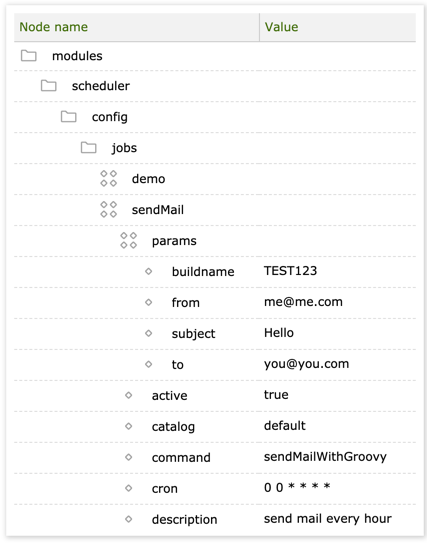 Node name Value
modules
scheduler
config
jobs
demo
sendMail
params
buildname TEST123
from me@me.com
subject Hello
to you@you.com
active true
catalog default
command sendMailWithGroovy
cron 0 0 * * * *
description send mail every hour